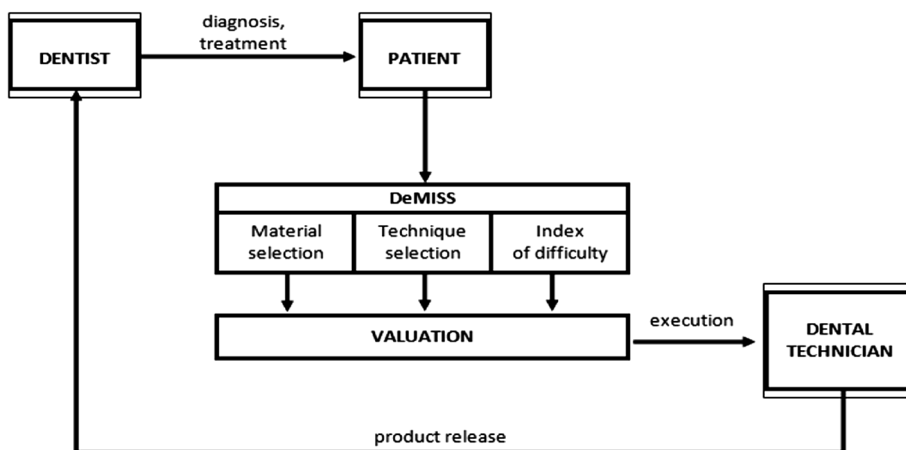 diagnosis,
treatment
DENTIST
PATIENT
DeMISS
Material
selection
Technique
selection
Index
of difficulty
VALUATION
execution
DENTAL
TECHNICIAN
product release